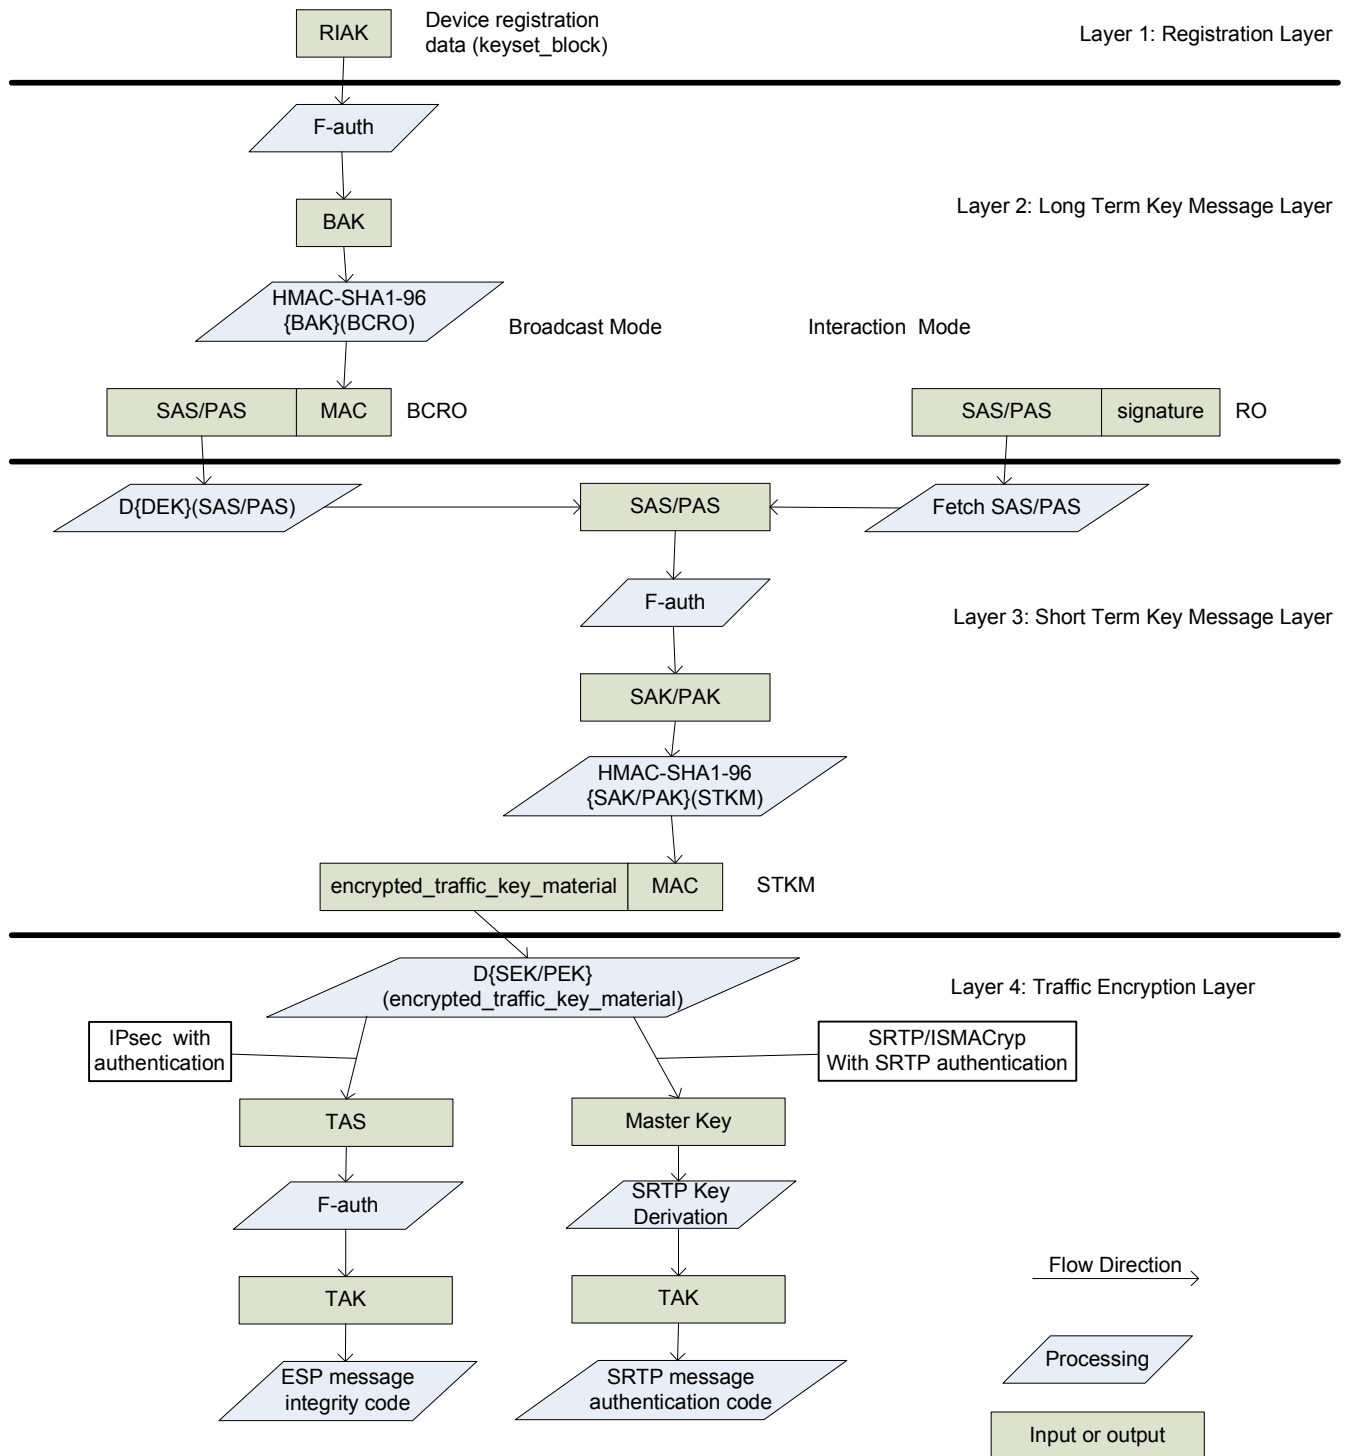 RIAK
Device registration
data (keyset_block)
Layer 1: Registration Layer
F-auth
BAK
Layer 2: Long Term Key Message Layer
HMAC-SHA1-96
{BAK}(BCRO)
Broadcast Mode
Interaction Mode
SAS/PAS
MAC
BCRO
SAS/PAS
signature
RO
D{DEK}(SAS/PAS)
SAS/PAS
Fetch SAS/PAS
F-auth
Layer 3: Short Term Key Message Layer
SAK/PAK
HMAC-SHA1-96
{SAK/PAK}(STKM)
encrypted_traffic_key_material
MAC
STKM
D{SEK/PEK}
(encrypted_traffic_key_material)
Layer 4: Traffic Encryption Layer
IPsec with
authentication
SRTP/ISMACryp
With SRTP authentication
TAS
Master Key
F-auth
SRTP Key
Derivation
Flow Direction
TAK
TAK
Processing
ESP message
integrity code
SRTP message
authentication code
Input or output